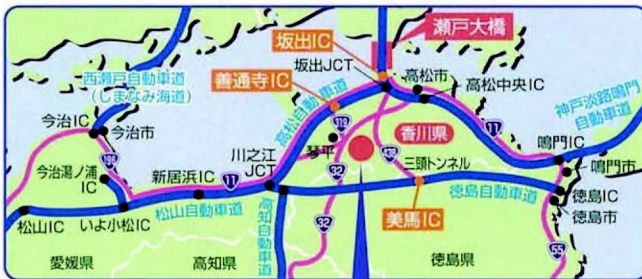 瀬戸大橋
坂出IC
坂出JCT
西瀬戸自動車道
(しまなみ海道)
善通寺IC
高松市
高松中央IC
神戸淡路鳴門
自動車道
高松自動車道
319
11
今治IC
今治市
琴平
香川県
鳴門IC
鳴門市
196
今治湯ノ浦
IC
新居浜IC
川之江
JCT
32
438
三頭トンネル
11
徳島自動車道
徳島IC
徳島市
松山自動車道
高知自動車道
32
美馬IC
松山IC
いよ小松IC
55
愛媛県
高知県
徳島県